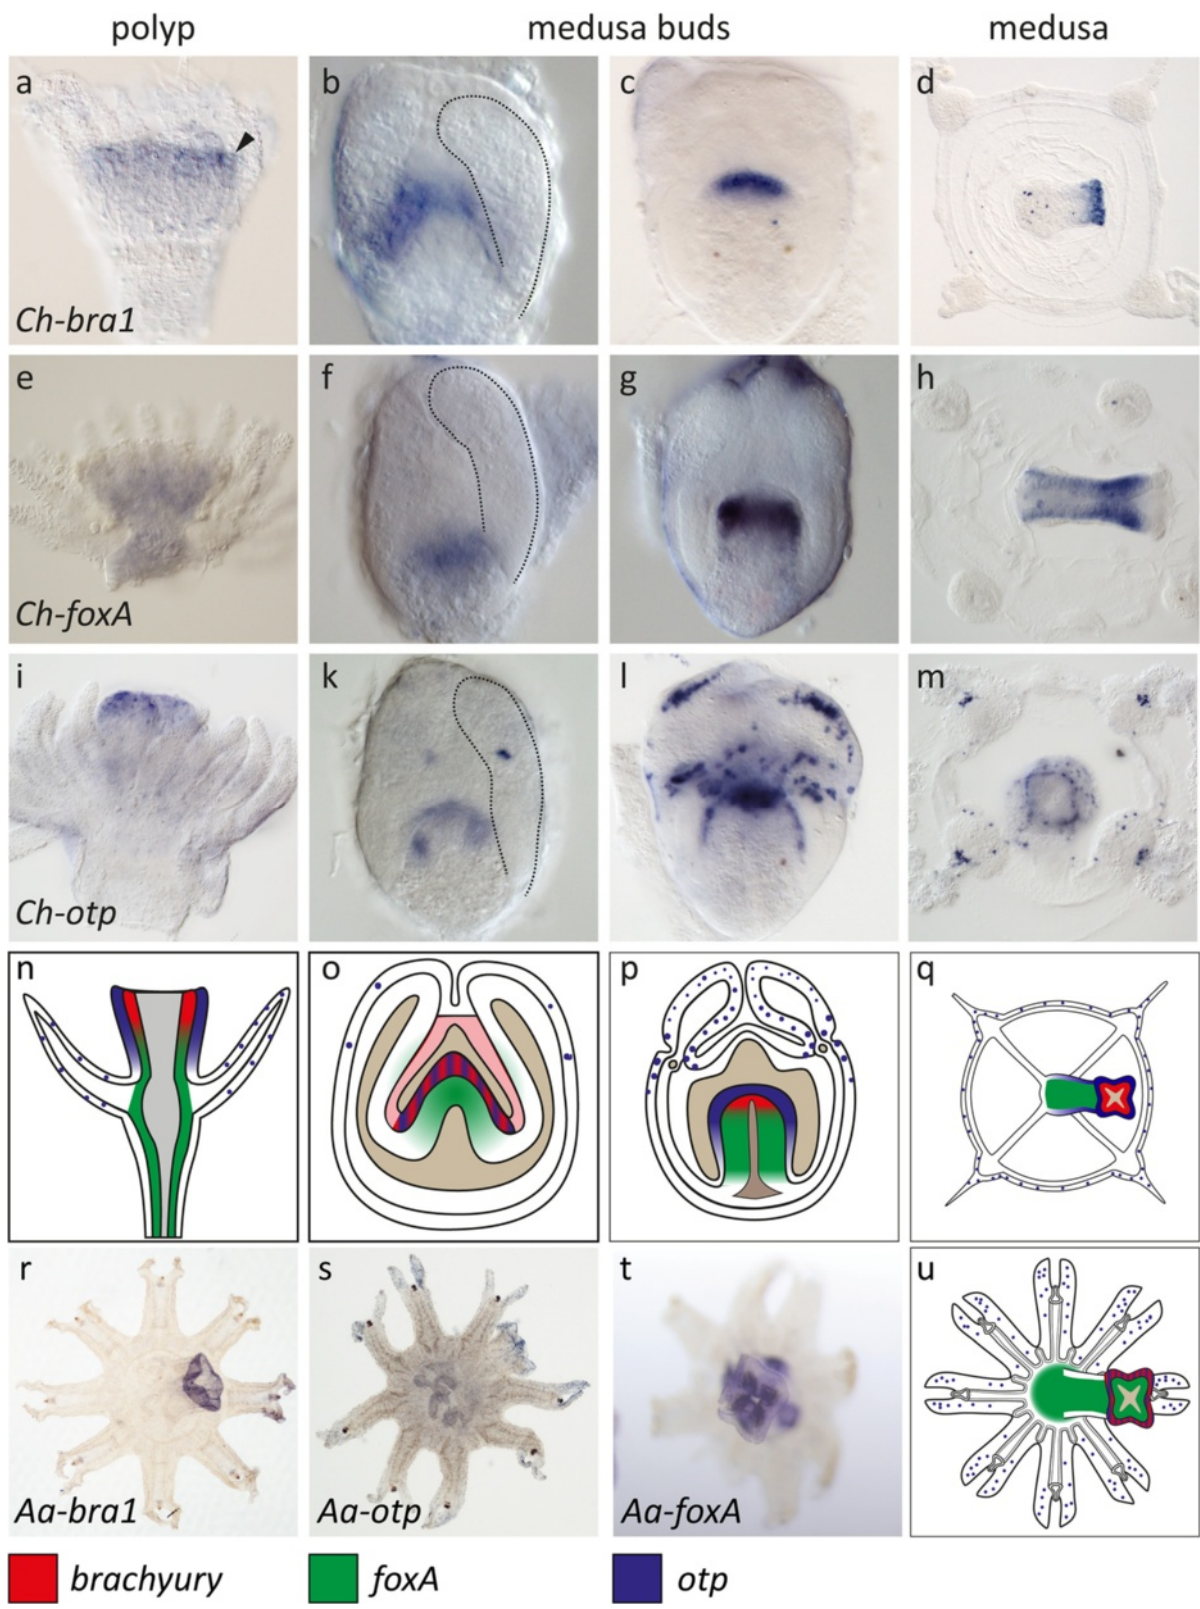 polyp medusa buds medusa
a b c d
Ch-bra1
e f g h
Ch-foxA
i k l m
Ch-otp
n o p q
r s t u
Aa-bra1 Aa-otp Aa-foxA
brachyury foxA otp